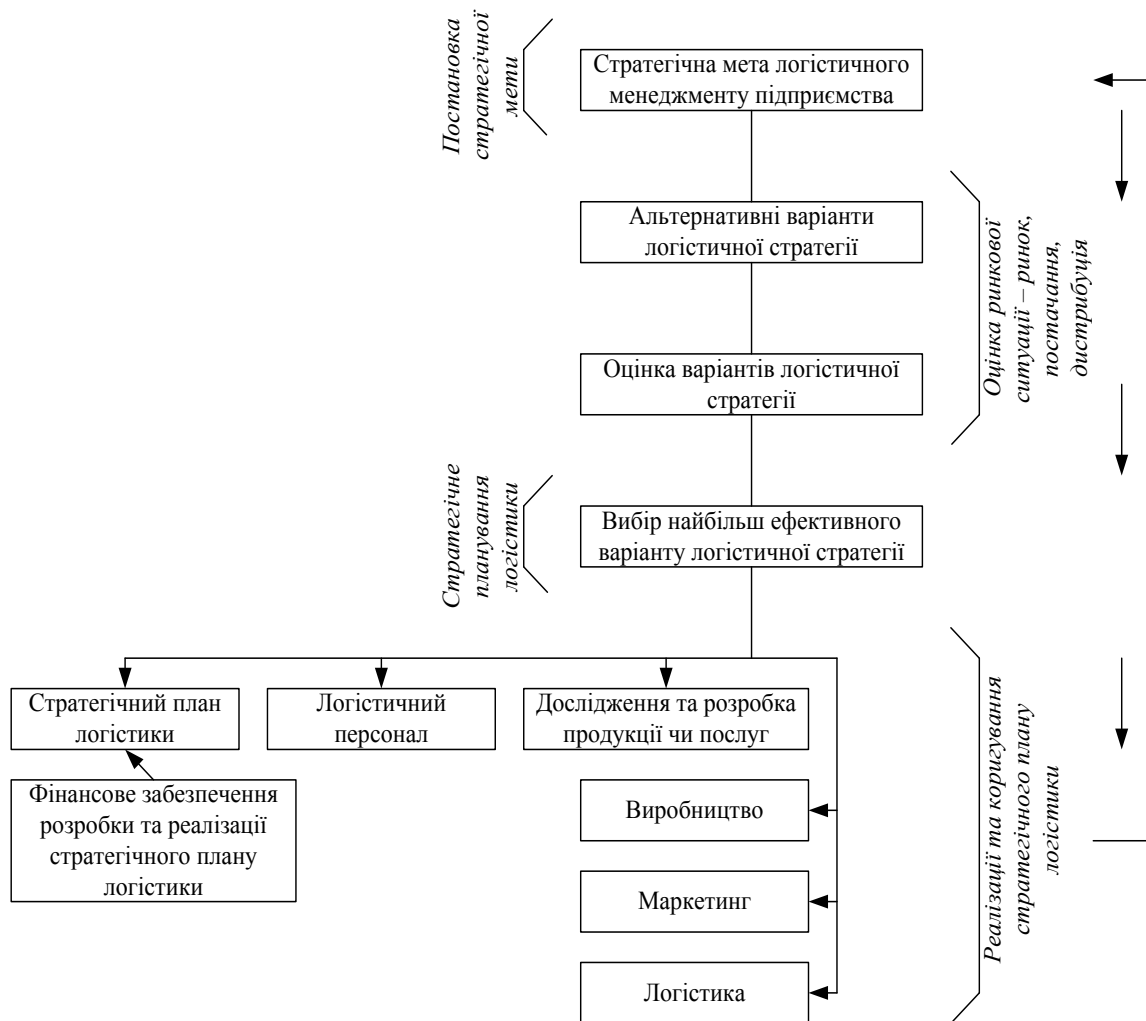 Постановка
стратегічної
мети
Стратегічна мета логістичного
менеджменту підприємства
Альтернативні варіанти
логістичної стратегії
Оцінка варіантів логістичної
стратегії
Оцінка ринкової
ситуації – ринок,
постачання,
дистрибуція
Стратегічне
планування
логістики
Вибір найбільш ефективного
варіанту логістичної стратегії
Стратегічний план
логістики
Логістичний
персонал
Дослідження та розробка
продукції чи послуг
Фінансове забезпечення
розробки та реалізації
стратегічного плану
логістики
Виробництво
Маркетинг
Логістика
Реалізації та коригування
стратегічного плану
логістики